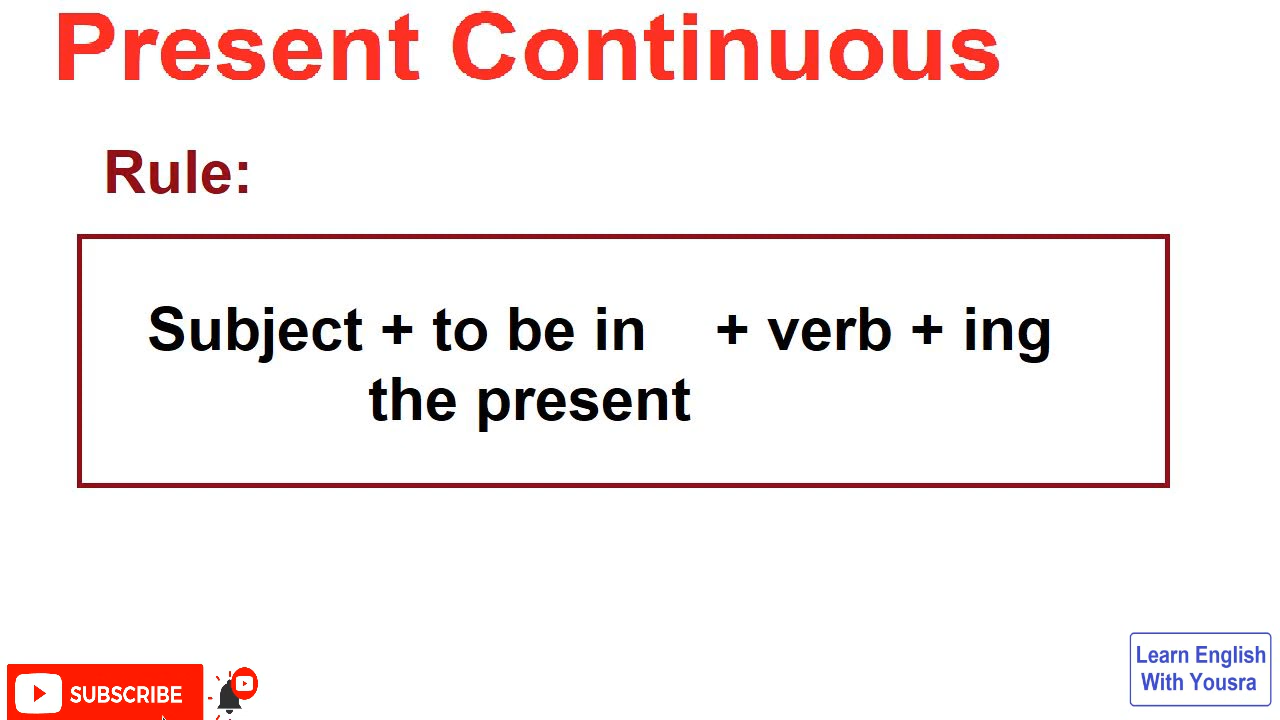 Present Continuous
Rule:
Subject + to be in + verb + ing
the present
SUBSCRIBE
Learn English
With Yousra